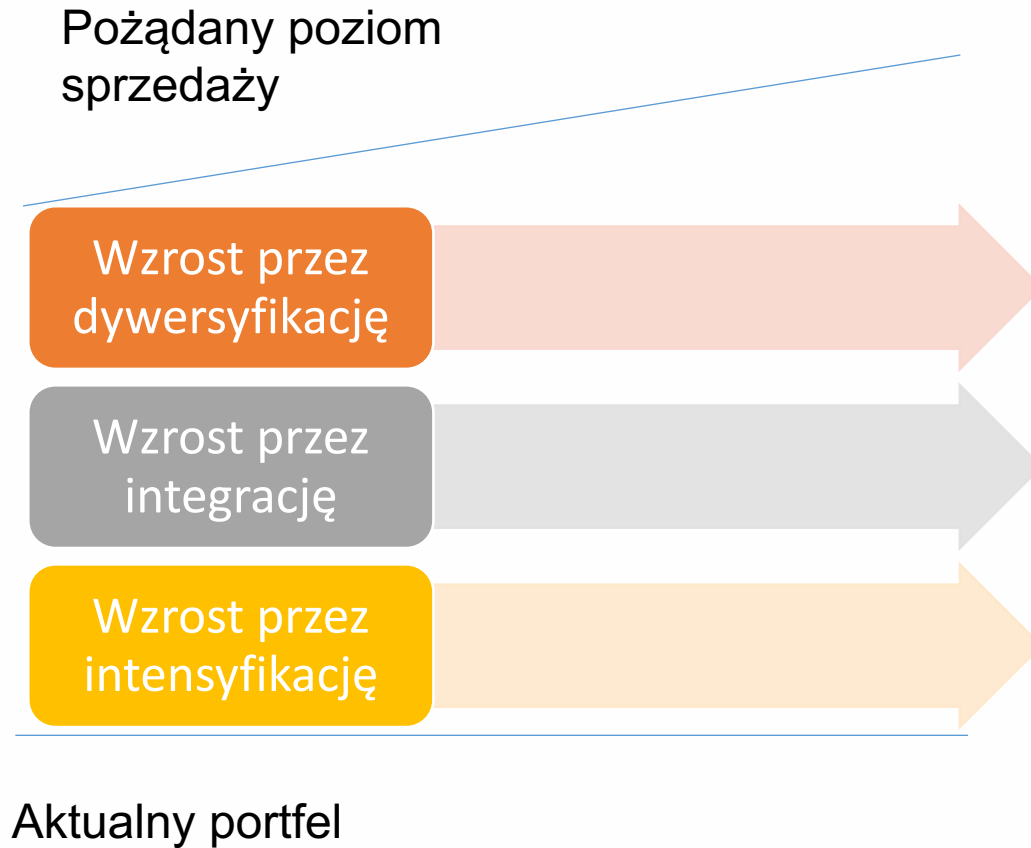 Pożądany poziom
sprzedaży
Wzrost przez
dywersyfikację
Wzrost przez
integrację
Wzrost przez
intensyfikację
Aktualny portfel